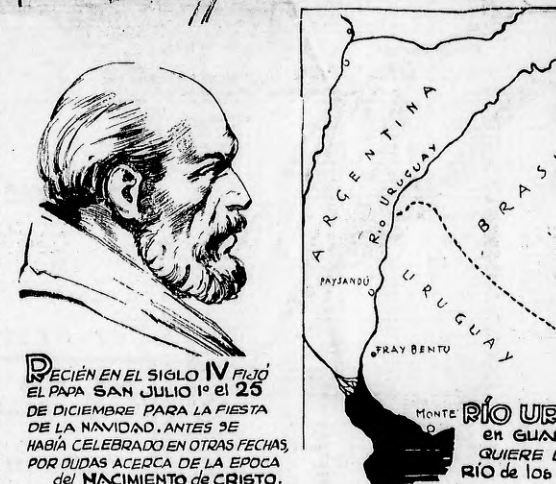 RECIÉN EN EL SIGLO IV FIJÓ
EL PAPA SAN JULIO 1º el 25
DE DICIEMBRE PARA LA FIESTA
DE LA NAVIDAD. ANTES SE
HABÍA CELEBRADO EN OTRAS FECHAS,
POR DUDAS ACERCA DE LA EPOCA
del NACIMIENTO de CRISTO.
ARGENTINA
RÍO URUGUAY
BRAS
PAYSANDÚ
URUGUAY
FRAY BENTU
MONTE
RÍO UR
en GUA
QUIERE
RÍO de los